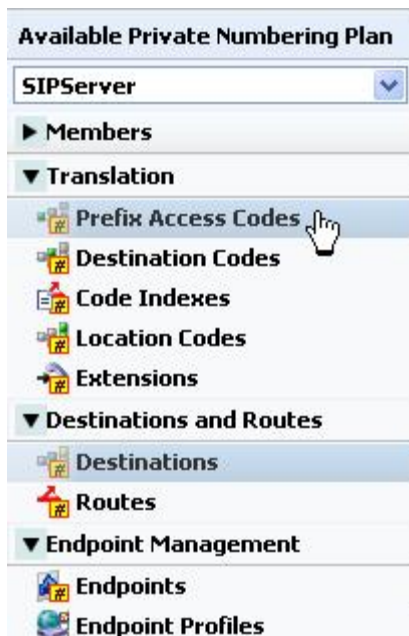 Available Private Numbering Plan
SIPServer
Members
Translation
Prefix Access Codes
Destination Codes
Code Indexes
Location Codes
Extensions
Destinations and Routes
Destinations
Routes
Endpoint Management
Endpoints
Endpoint Profiles